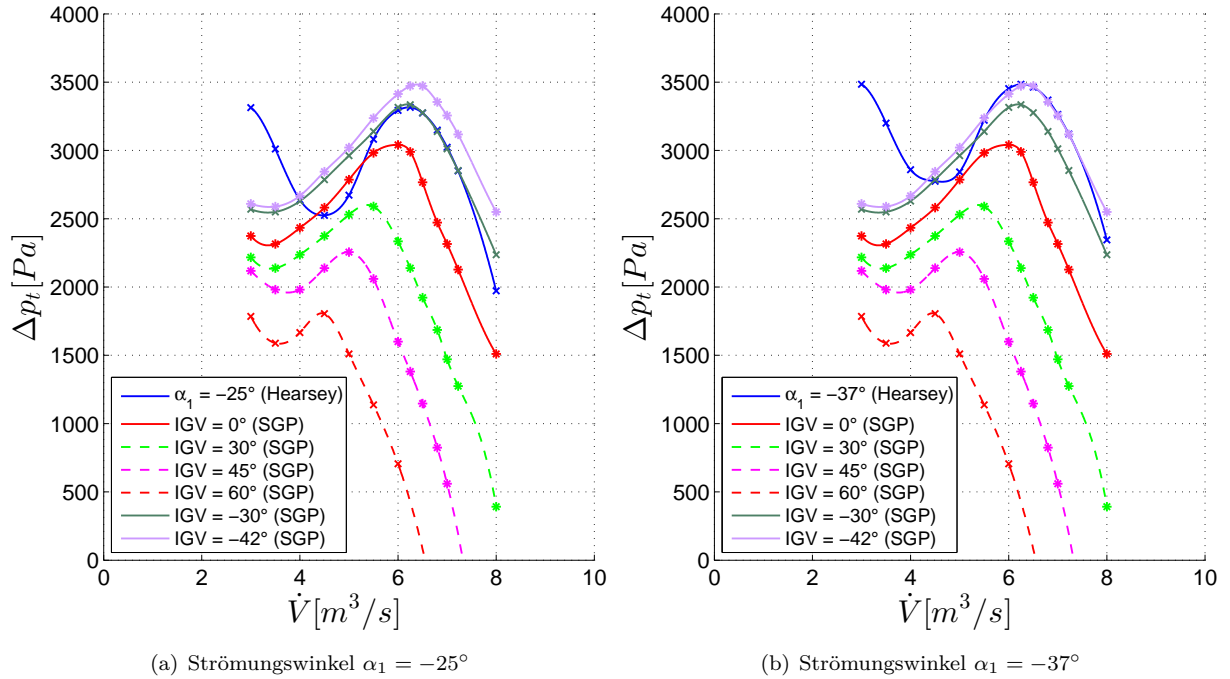 4000
3500
3000
2500
2000
1500
1000
500
0
Δp_t[Pa]
α_1 = −25° (Hearsey)
IGV = 0° (SGP)
IGV = 30° (SGP)
IGV = 45° (SGP)
IGV = 60° (SGP)
IGV = −30° (SGP)
IGV = −42° (SGP)
0 2 4 6 8 10
V̇[m³/s]
(a) Strömungswinkel α₁ = −25°
4000
3500
3000
2500
2000
1500
1000
500
0
Δp_t[Pa]
α_1 = −37° (Hearsey)
IGV = 0° (SGP)
IGV = 30° (SGP)
IGV = 45° (SGP)
IGV = 60° (SGP)
IGV = −30° (SGP)
IGV = −42° (SGP)
0 2 4 6 8 10
V̇[m³/s]
(b) Strömungswinkel α₁ = −37°